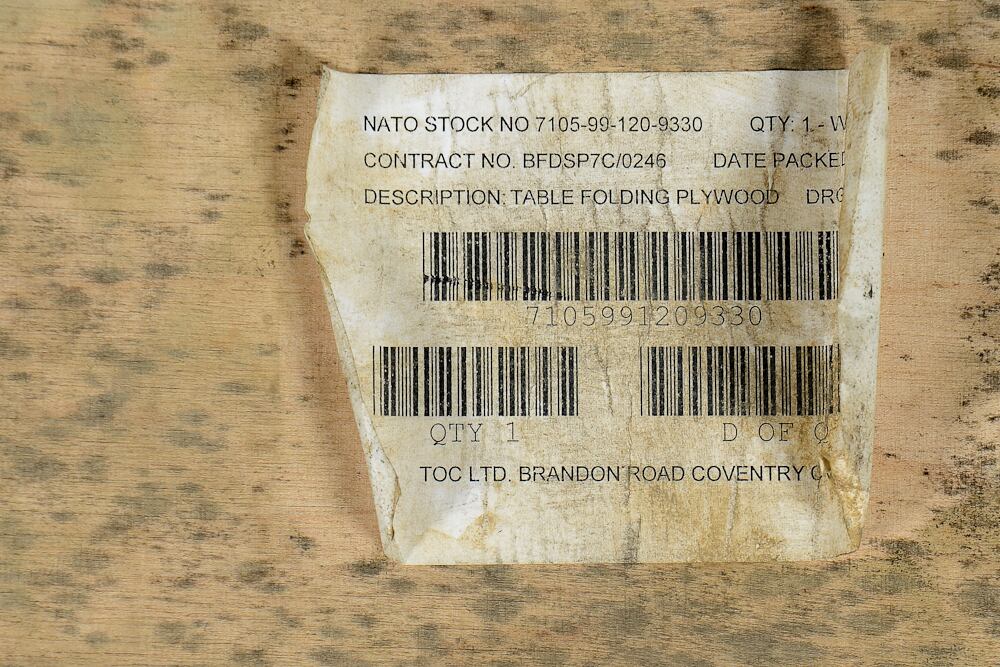 NATO STOCK NO 7105-99-120-9330 QTY: 1 - W
CONTRACT NO. BFDSP7C/0246 DATE PACKED
DESCRIPTION: TABLE FOLDING PLYWOOD DRG
7105991209330
QTY 1 D OF Q
TOC LTD. BRANDON ROAD COVENTRY C